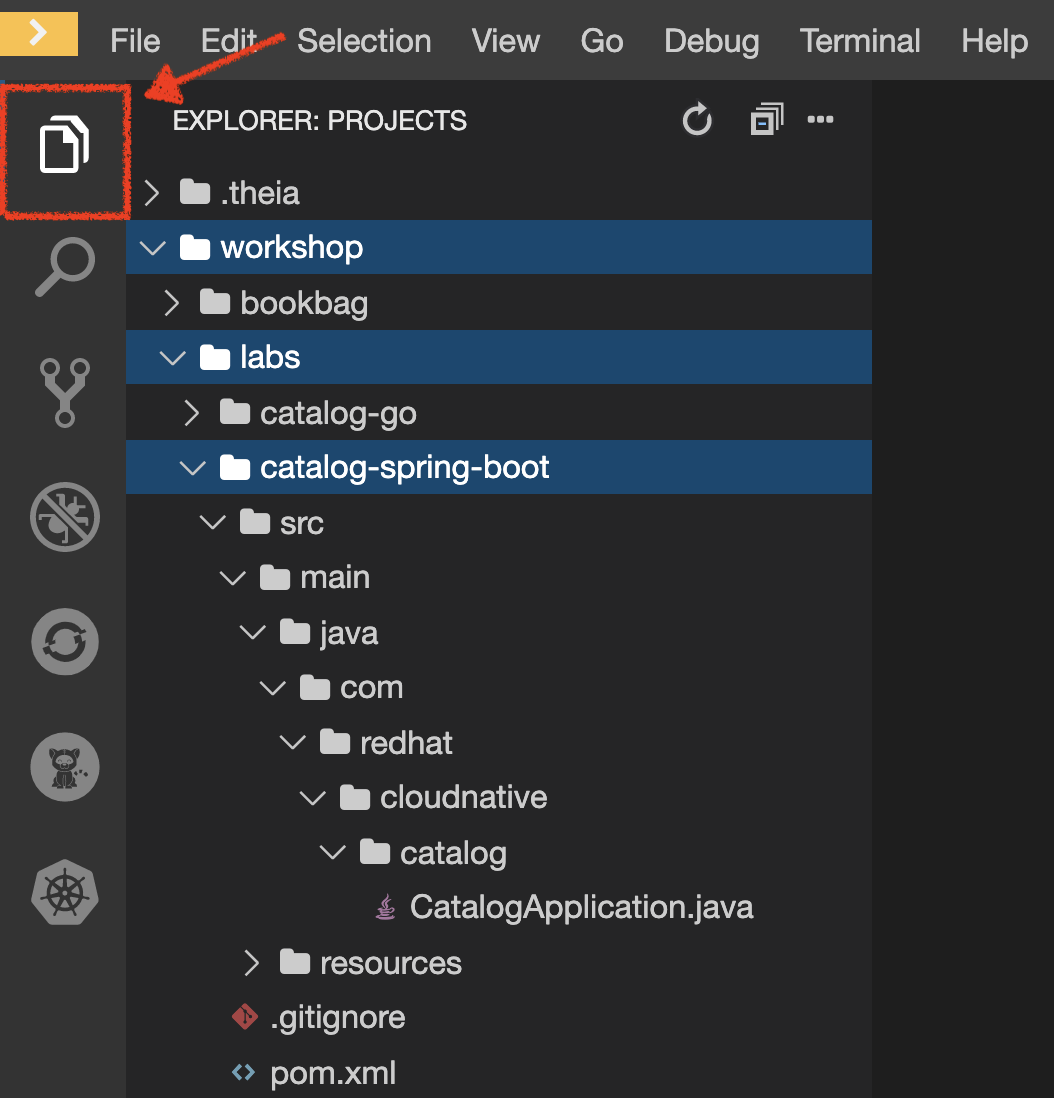 File Edit Selection View Go Debug Terminal Help
EXPLORER: PROJECTS
.theia
workshop
bookbag
labs
catalog-go
catalog-spring-boot
src
main
java
com
redhat
cloudnative
catalog
CatalogApplication.java
resources
.gitignore
pom.xml